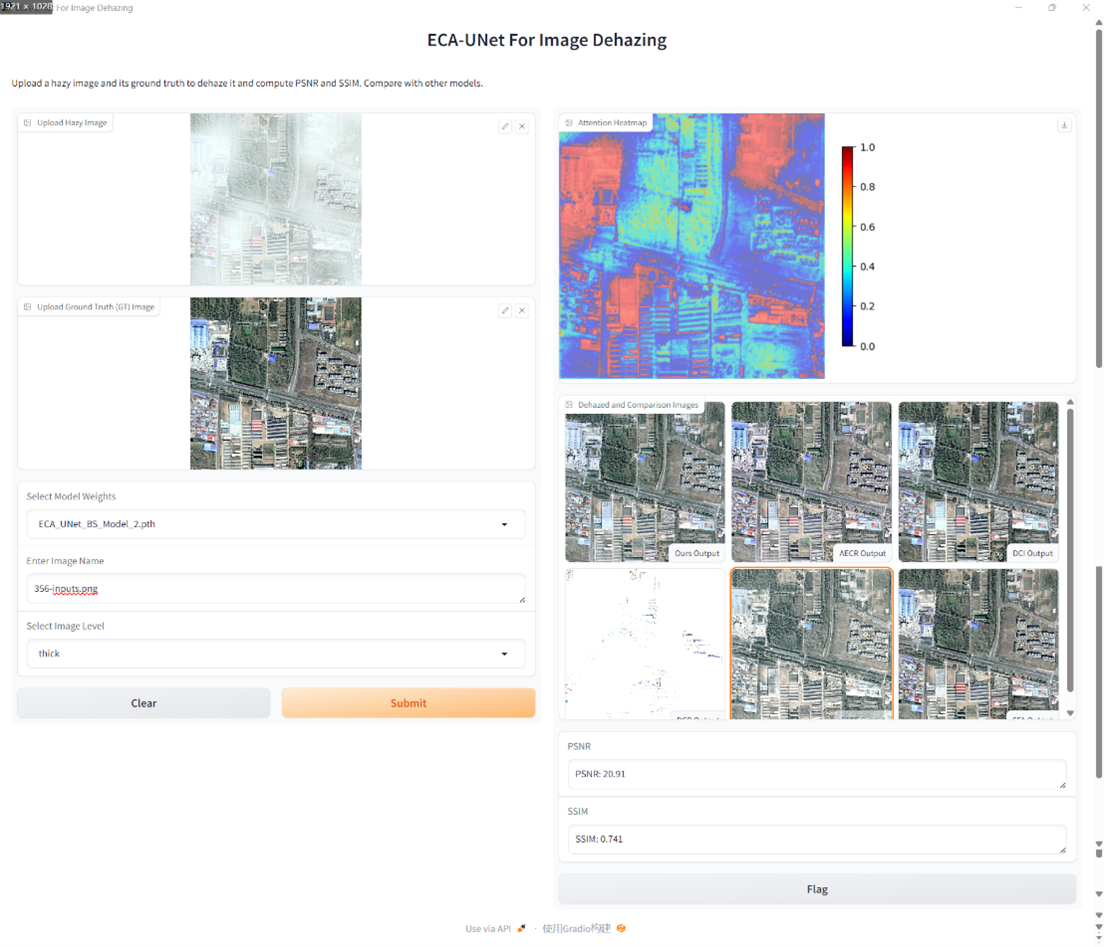 1921 × 1028
For Image Dehazing
ECA-UNet For Image Dehazing
Upload a hazy image and its ground truth to dehaze it and compute PSNR and SSIM. Compare with other models.
Upload Hazy Image
Upload Ground Truth (GT) Image
Select Model Weights
ECA_UNet_BS_Model_2.pth
Enter Image Name
356-inputs.png
Select Image Level
thick
Clear
Submit
Attention Heatmap
1.0
0.8
0.6
0.4
0.2
0.0
Dehazed and Comparison Images
Ours Output
AECR Output
DCI Output
PSNR
PSNR: 20.91
SSIM
SSIM: 0.741
Flag
Use via API · 使用Gradio构建